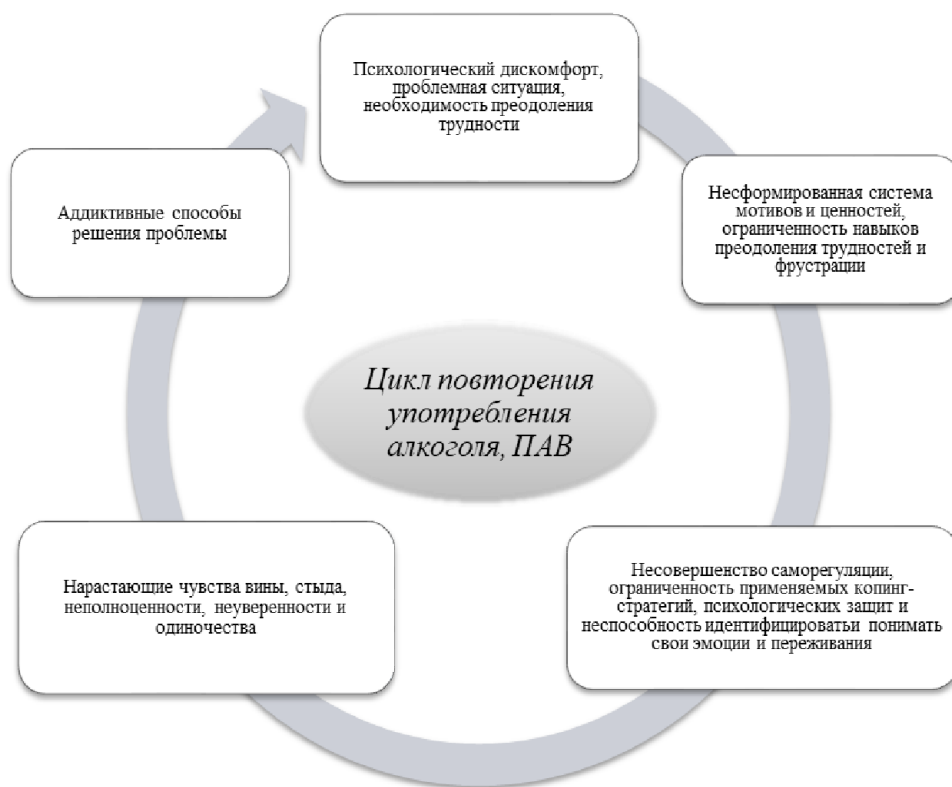 Психологический дискомфорт,
проблемная ситуация,
необходимость преодоления
трудности
Несформированная система
мотивов и ценностей,
ограниченность навыков
преодоления трудностей и
фрустрации
Несовершенство саморегуляции,
ограниченность применяемых копинг-
стратегий, психологических защит и
неспособность идентифицироватьи понимать
свои эмоции и переживания
Нарастающие чувства вины, стыда,
неполноценности, неуверенности и
одиночества
Аддиктивные способы
решения проблемы
Цикл повторения
употребления
алкоголя, ПАВ